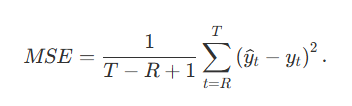 MSE = \frac{1}{T - R + 1} \sum_{t=R}^{T} (\hat{y}_t - y_t)^2 .